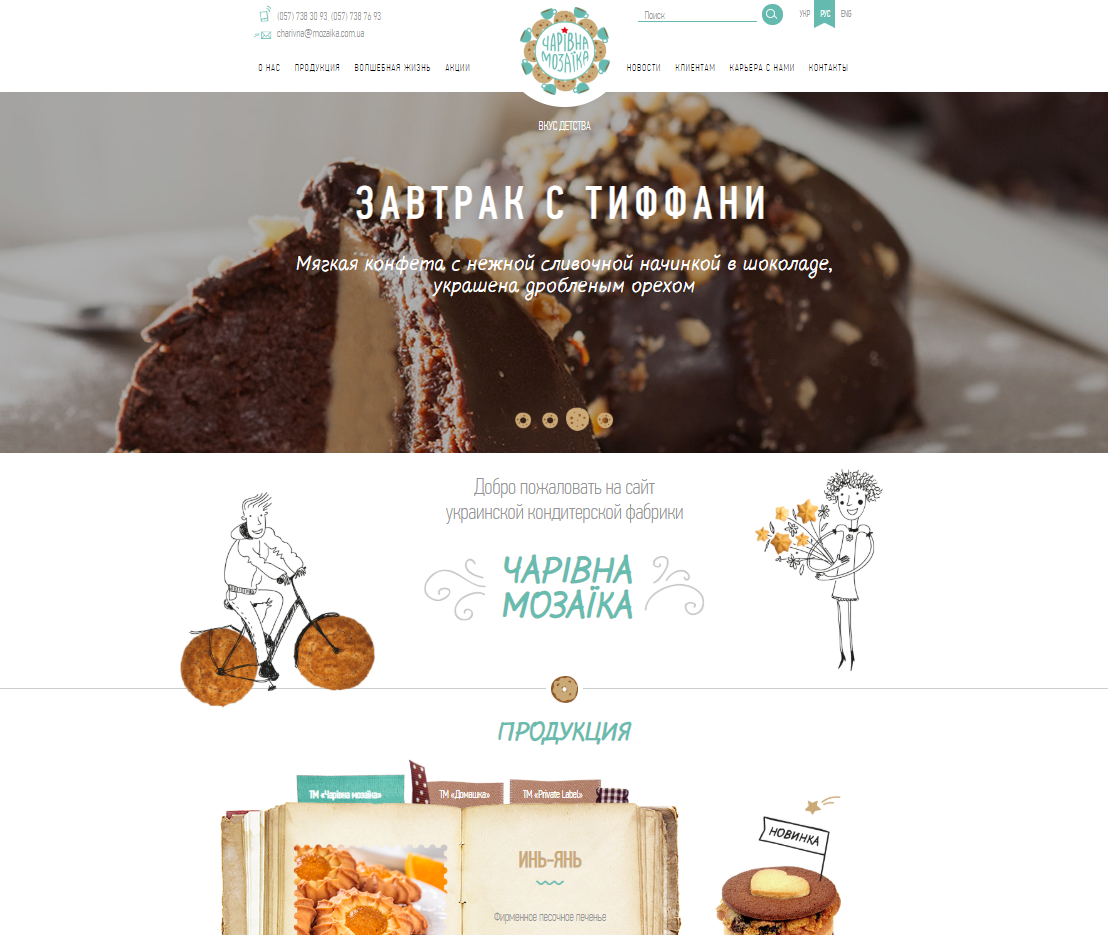 (057) 738 30 93, (057) 738 76 93
charivna@mozaika.com.ua
Поиск
УКР РУС ENG
ЧАРІВНА
МОЗАЇКА
О НАС ПРОДУКЦИЯ ВОЛШЕБНАЯ ЖИЗНЬ АКЦИИ НОВОСТИ КЛИЕНТАМ КАРЬЕРА С НАМИ КОНТАКТЫ
ВКУС ДЕТСТВА
ЗАВТРАК С ТИФФАНИ
Мягкая конфета с нежной сливочной начинкой в шоколаде,
украшена дробленым орехом
Добро пожаловать на сайт
украинской кондитерской фабрики
ЧАРІВНА
МОЗАЇКА
ПРОДУКЦИЯ
ТМ «Чарівна мозаїка» ТМ «Домашка» ТМ «Private Label»
НОВИНКА
ИНЬ-ЯНЬ
Фирменное песочное печенье